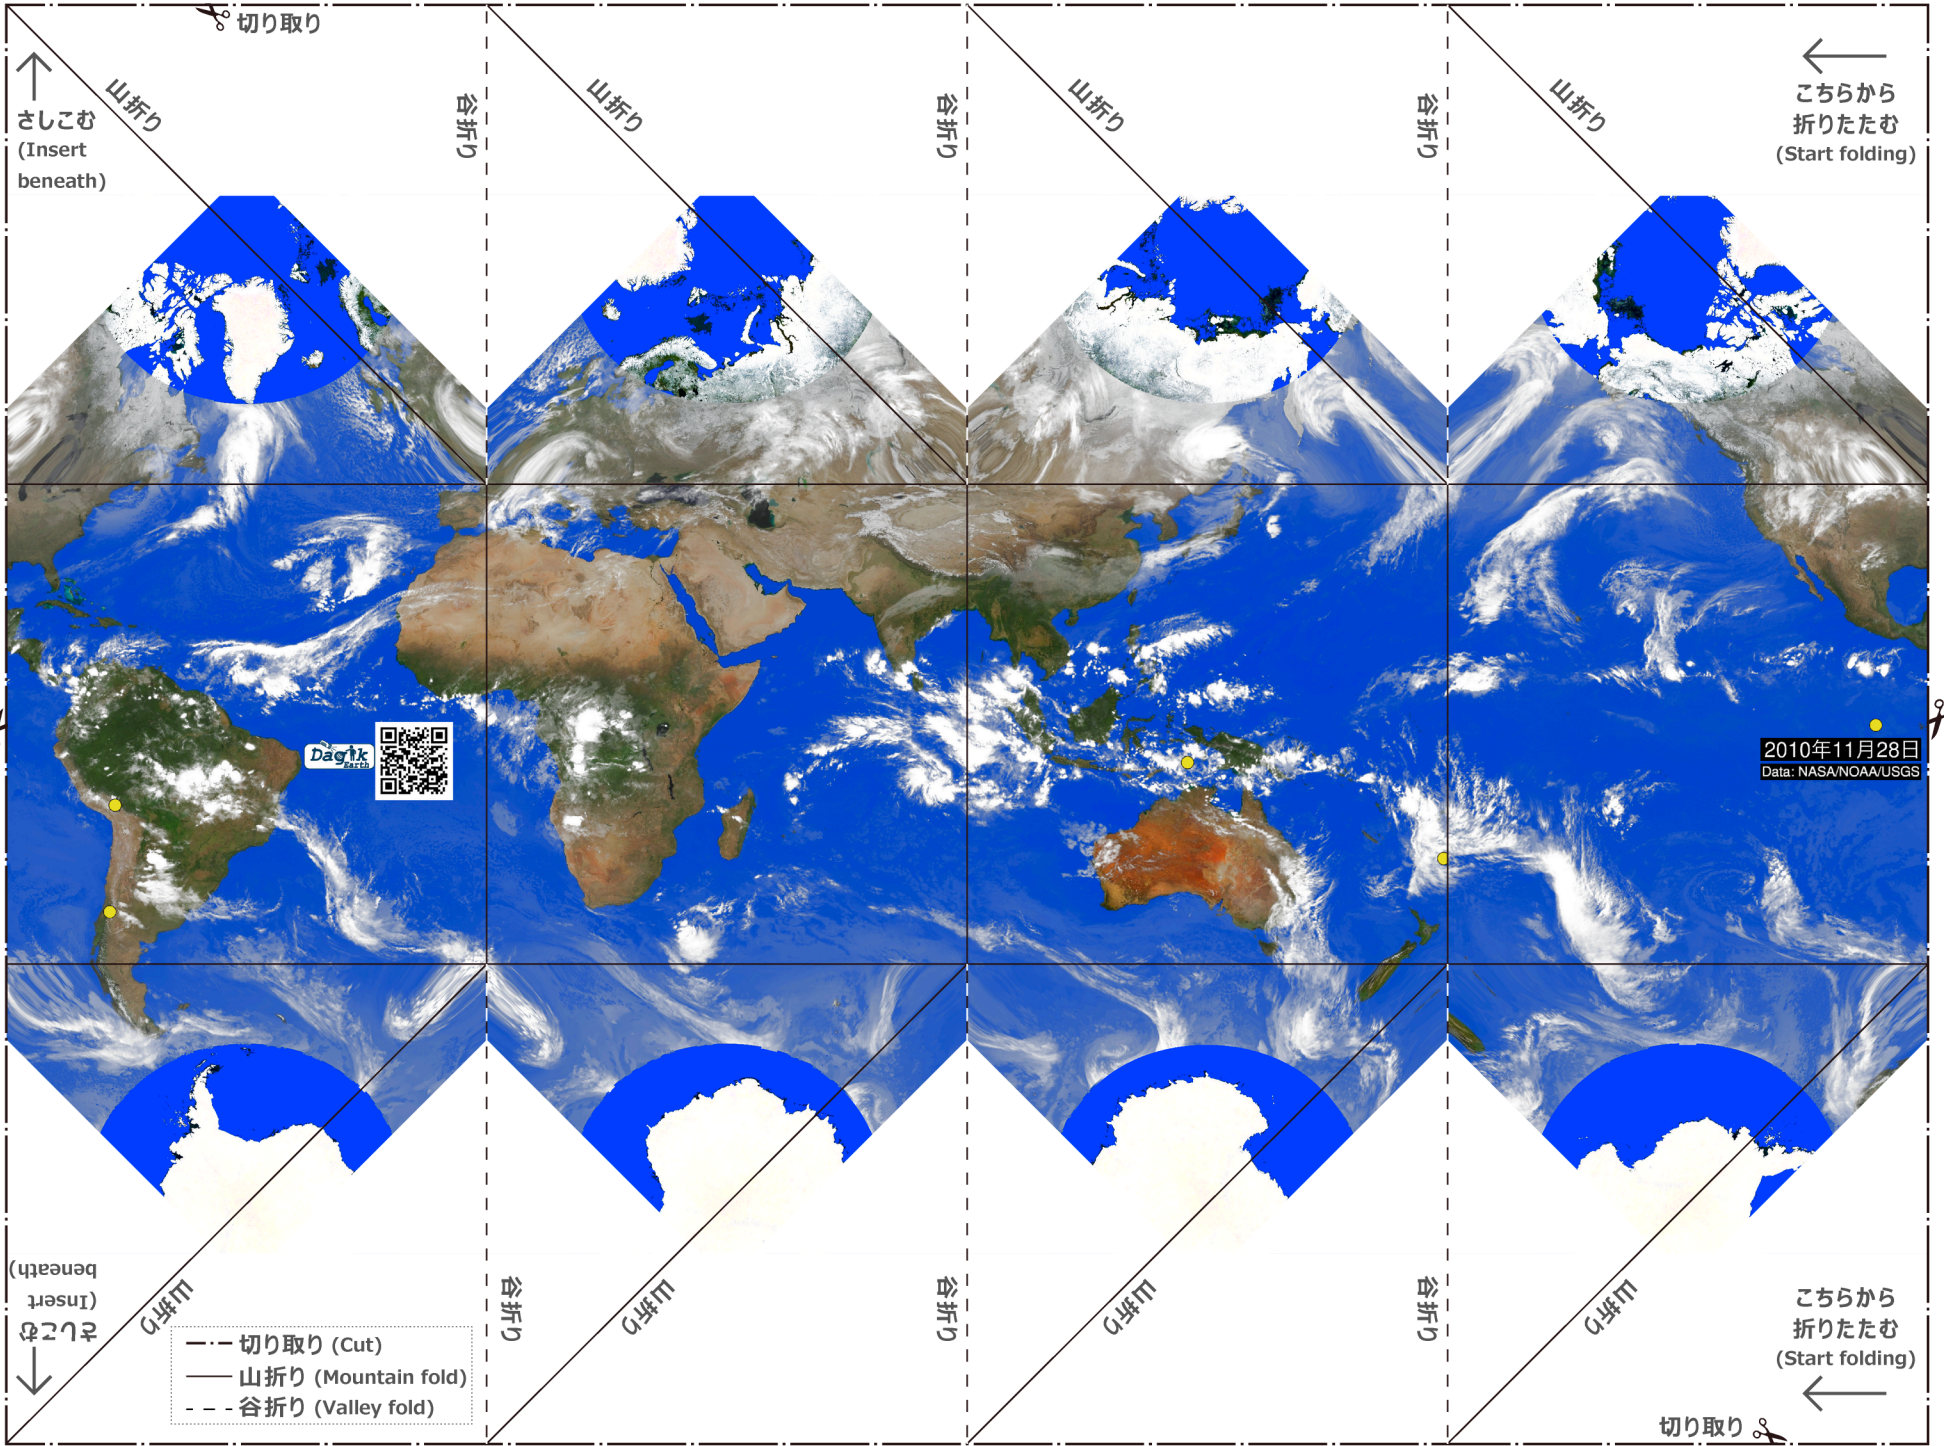 切り取り
山折り
谷折り
山折り
谷折り
山折り
谷折り
山折り
さしこむ
(Insert
beneath)
こちらから
折りたたむ
(Start folding)
Dagik
Earth
2010年11月28日
Data: NASA/NOAA/USGS
さしこむ
(Insert
beneath)
山折り
谷折り
山折り
谷折り
山折り
谷折り
山折り
こちらから
折りたたむ
(Start folding)
切り取り (Cut)
山折り (Mountain fold)
谷折り (Valley fold)
切り取り